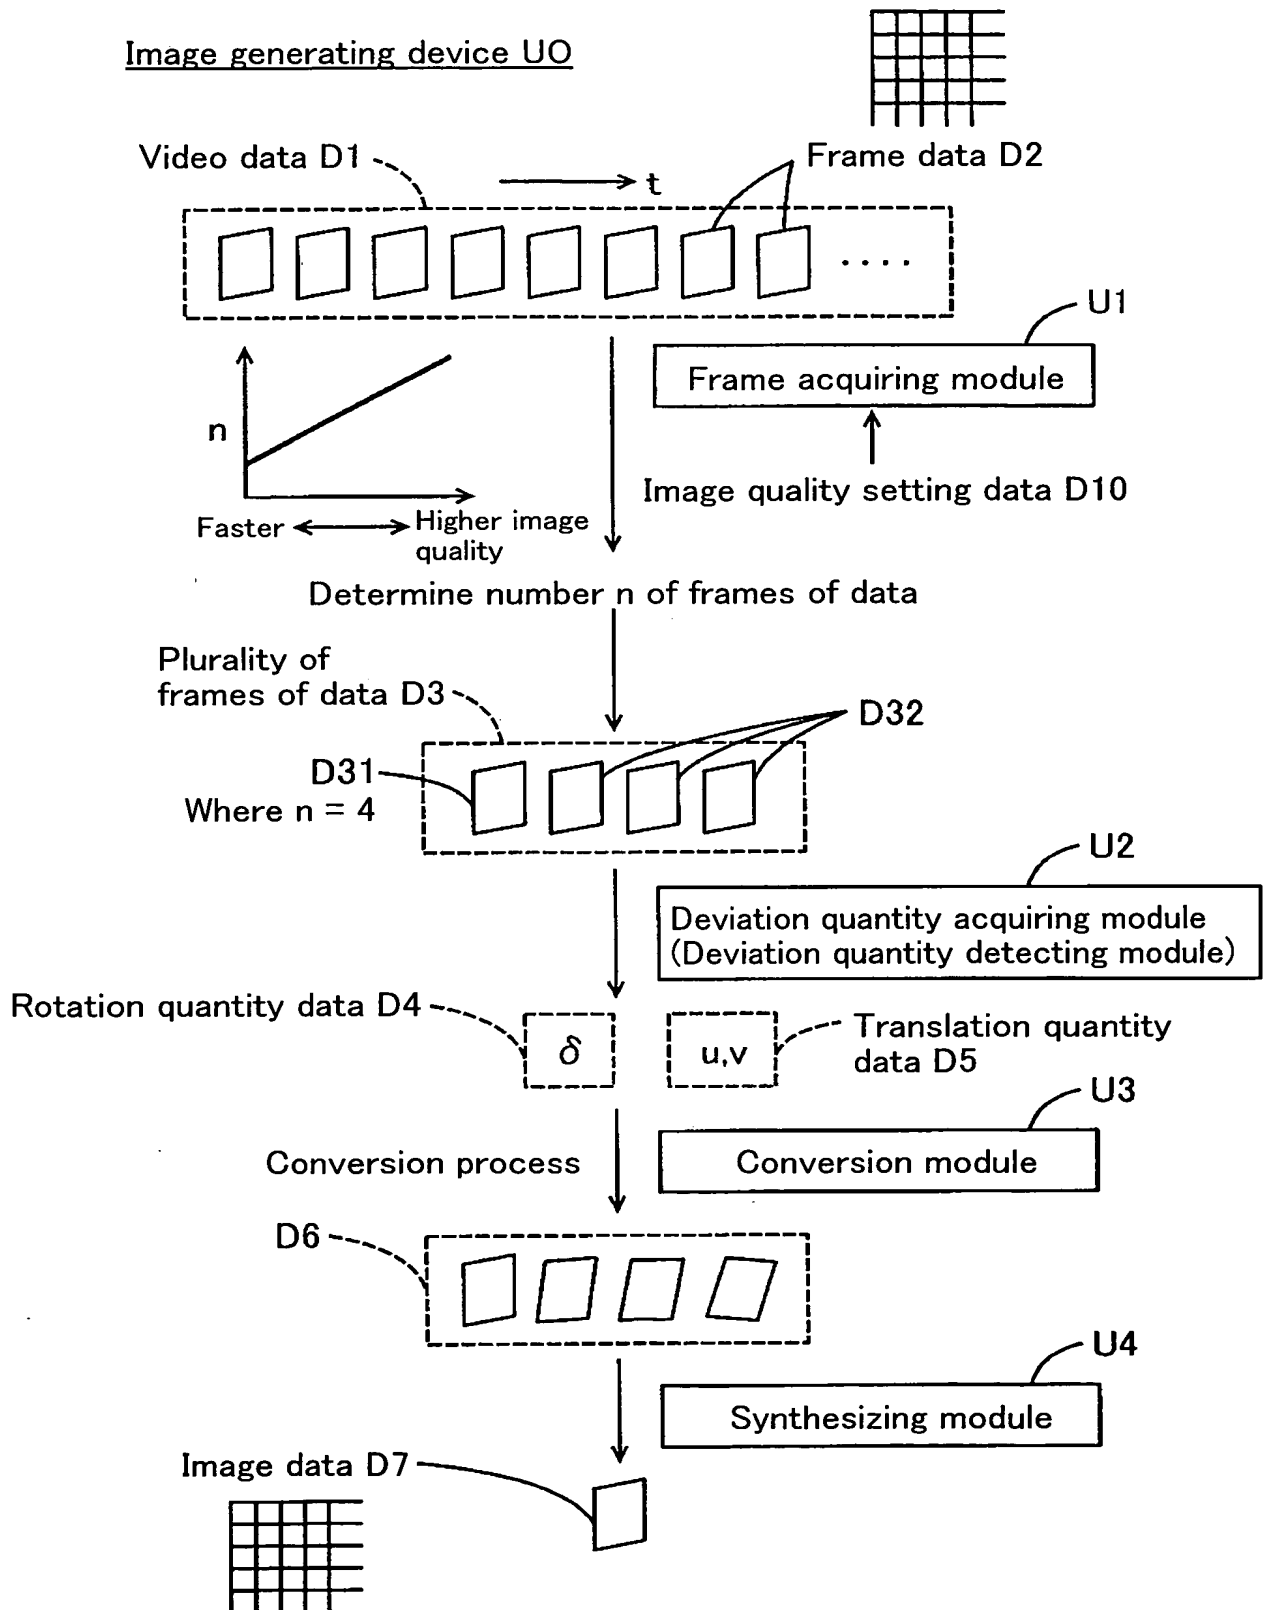 Image generating device UO
Video data D1
t
Frame data D2
U1
Frame acquiring module
n
Image quality setting data D10
Faster
Higher image
quality
Determine number n of frames of data
Plurality of
frames of data D3
D32
D31
Where n = 4
U2
Deviation quantity acquiring module
(Deviation quantity detecting module)
Rotation quantity data D4
δ
u,v
Translation quantity
data D5
U3
Conversion process
Conversion module
D6
U4
Synthesizing module
Image data D7